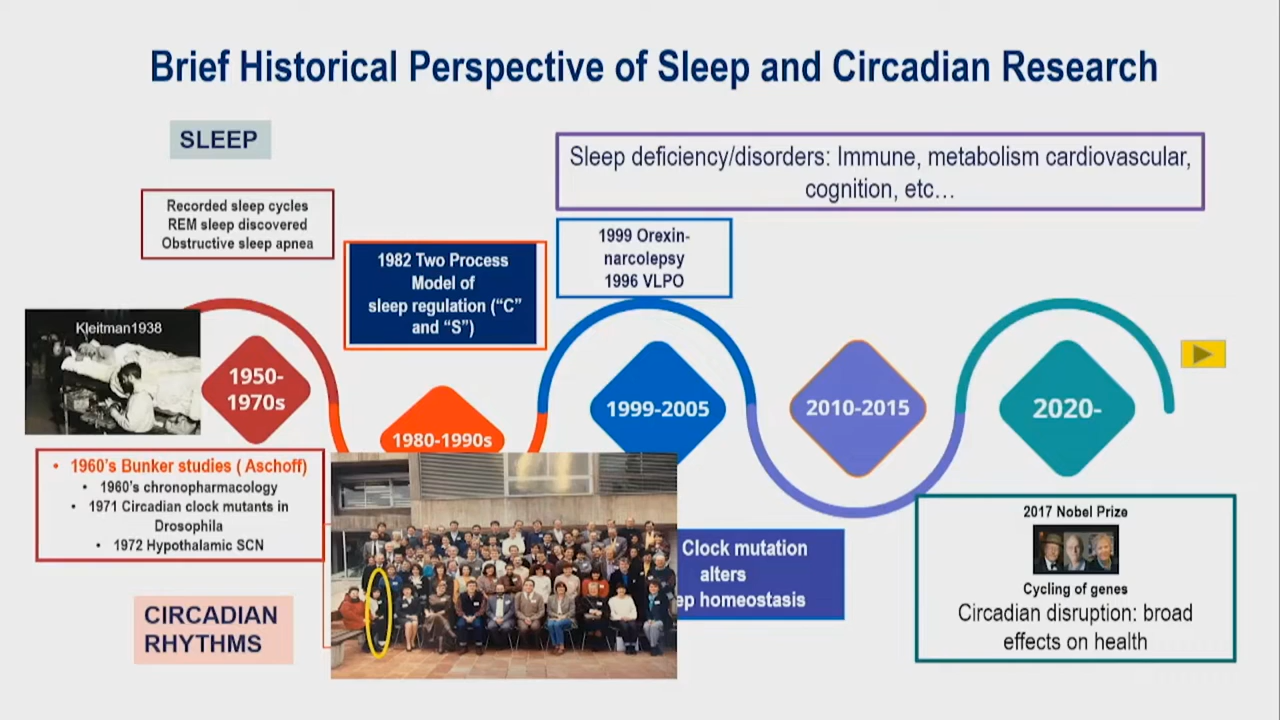 Brief Historical Perspective of Sleep and Circadian Research
SLEEP
Sleep deficiency/disorders: Immune, metabolism cardiovascular,
cognition, etc…
Recorded sleep cycles
REM sleep discovered
Obstructive sleep apnea
1982 Two Process
Model of
sleep regulation (“C”
and “S”)
1999 Orexin-
narcolepsy
1996 VLPO
Kleitman1938
1950-
1970s
1980-1990s
1999-2005
2010-2015
2020-
• 1960’s Bunker studies ( Aschoff)
• 1960’s chronopharmacology
• 1971 Circadian clock mutants in
Drosophila
• 1972 Hypothalamic SCN
Clock mutation
alters
ep homeostasis
2017 Nobel Prize
Cycling of genes
Circadian disruption: broad
effects on health
CIRCADIAN
RHYTHMS